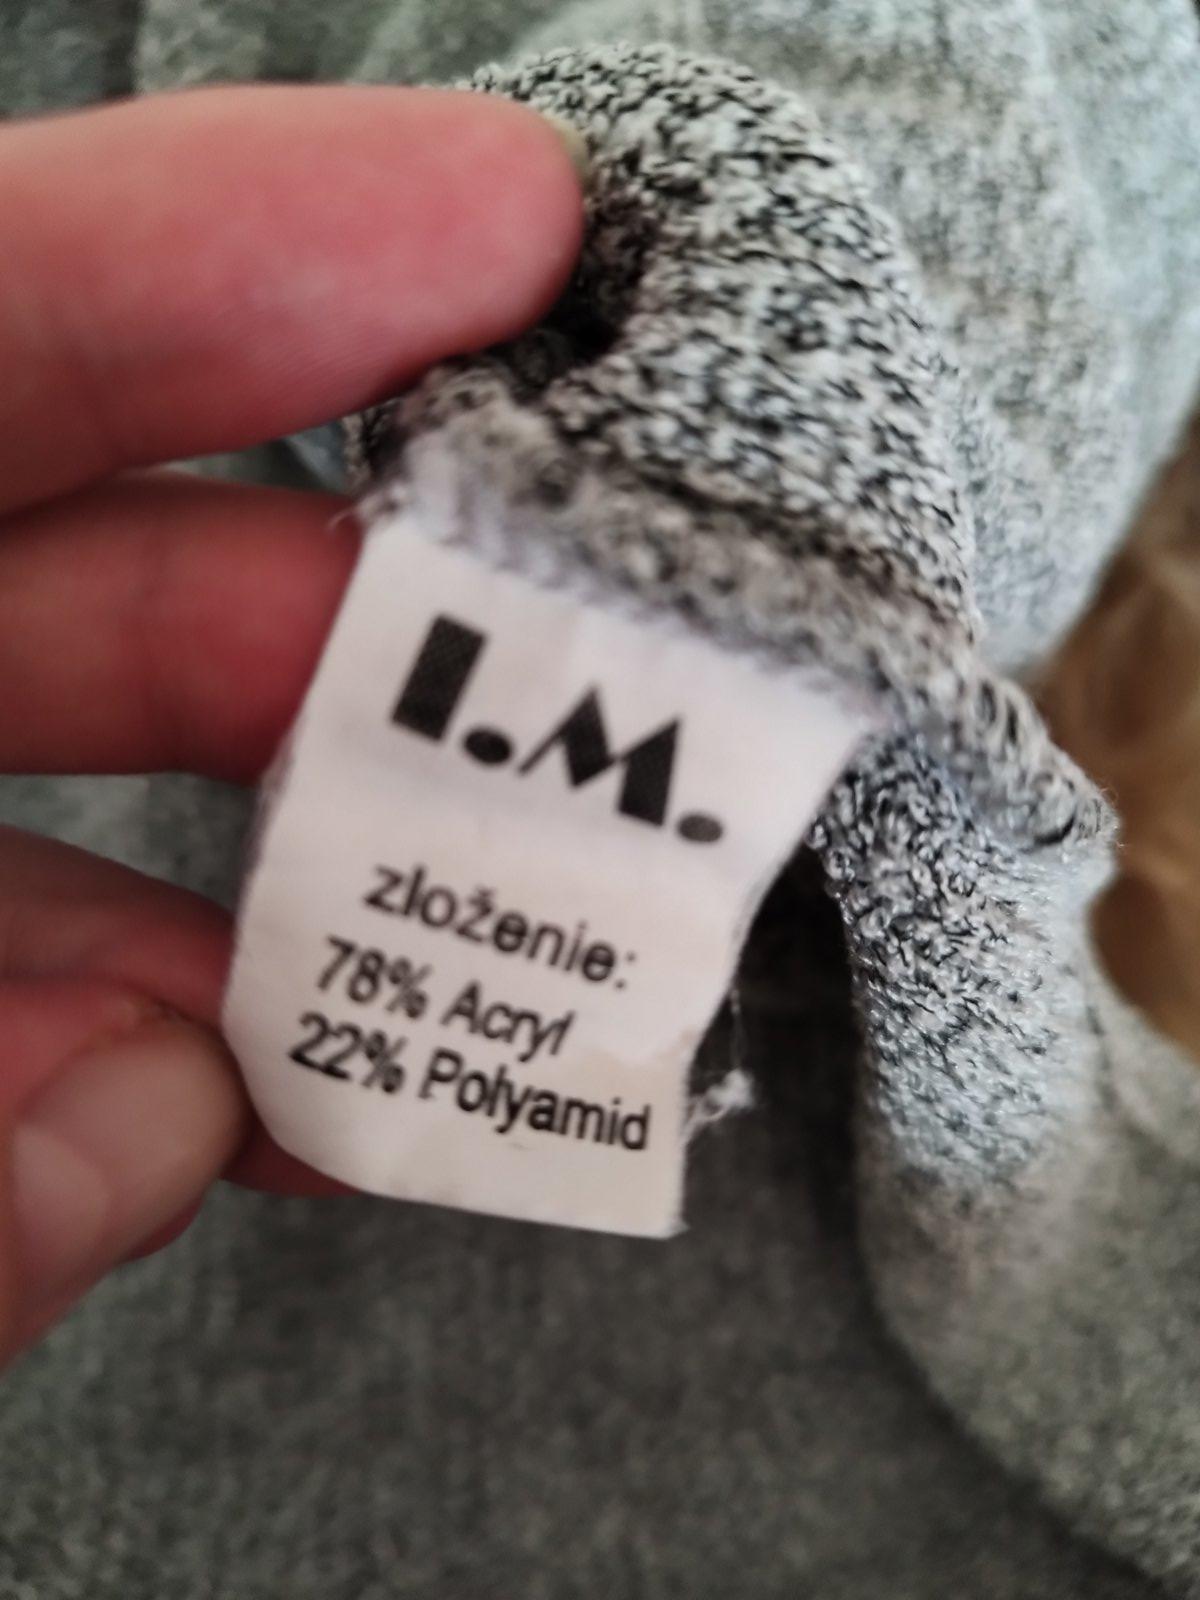 I.M.
zloženie:
78% Acryl
22% Polyamid